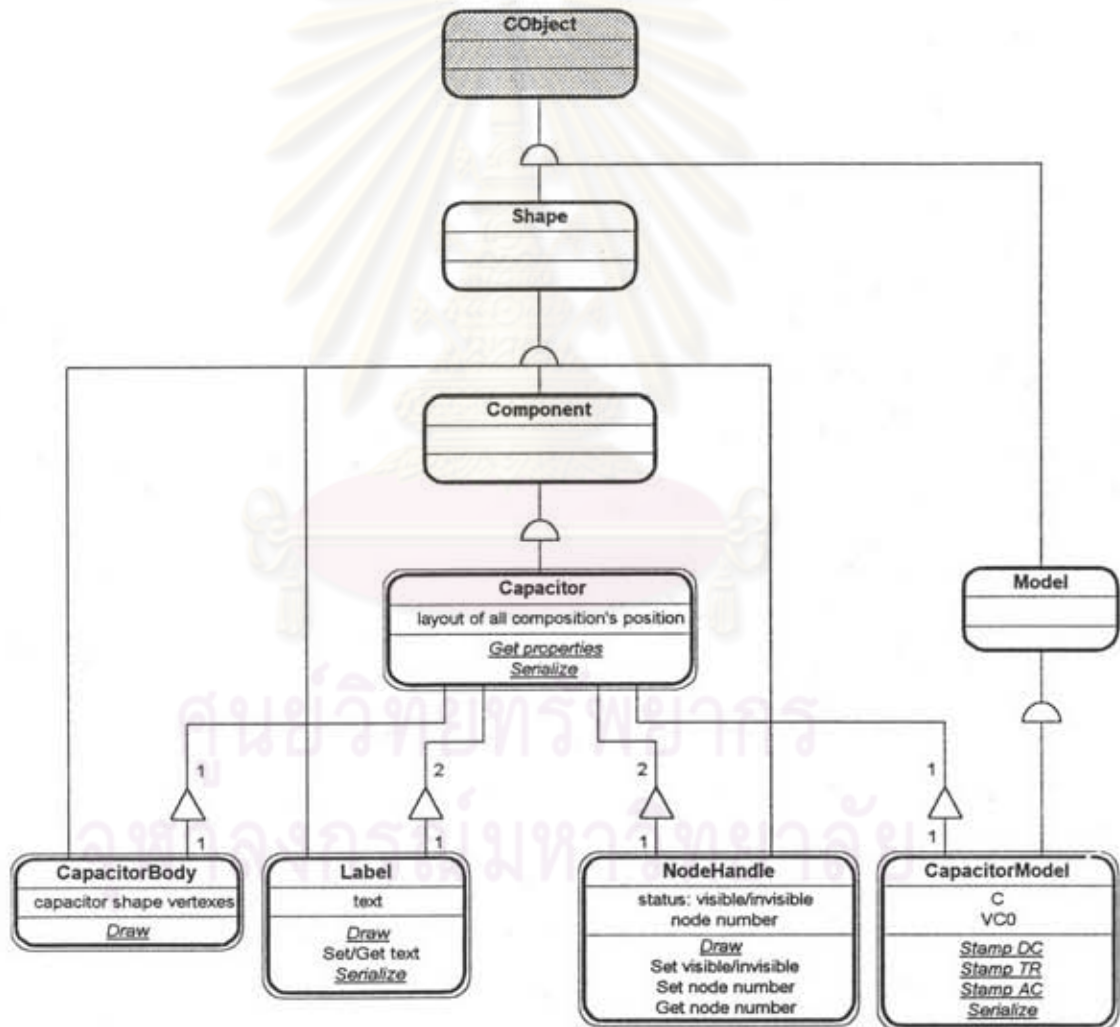 CObject
Shape
Component
Capacitor
layout of all composition's position
Get properties
Serialize
Model
1
2
2
1
1
1
1
1
CapacitorBody
capacitor shape vertexes
Draw
Label
text
Draw
Set/Get text
Serialize
NodeHandle
status: visible/invisible
node number
Draw
Set visible/invisible
Set node number
Get node number
CapacitorModel
C
VC0
Stamp DC
Stamp TR
Stamp AC
Serialize
ศูนย์วิทยทรัพยากร
จุฬาลงกรณ์มหาวิทยาลัย